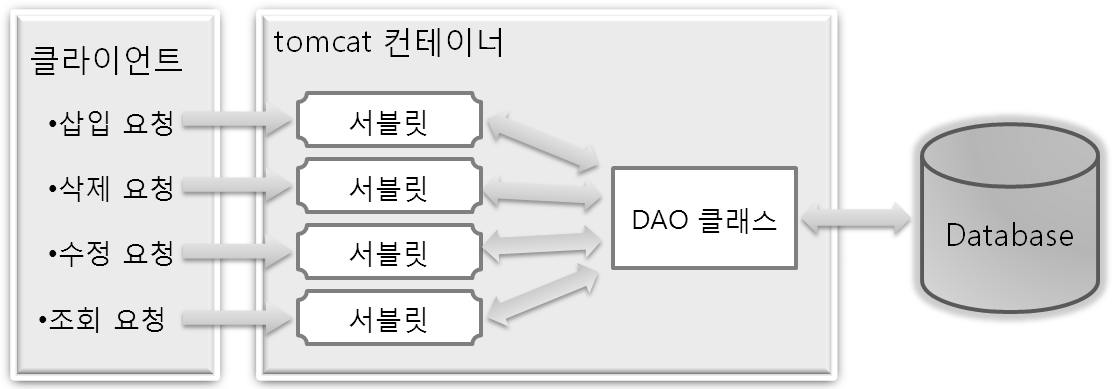 클라이언트
•삽입 요청
•삭제 요청
•수정 요청
•조회 요청
tomcat 컨테이너
서블릿
서블릿
서블릿
서블릿
DAO 클래스
Database